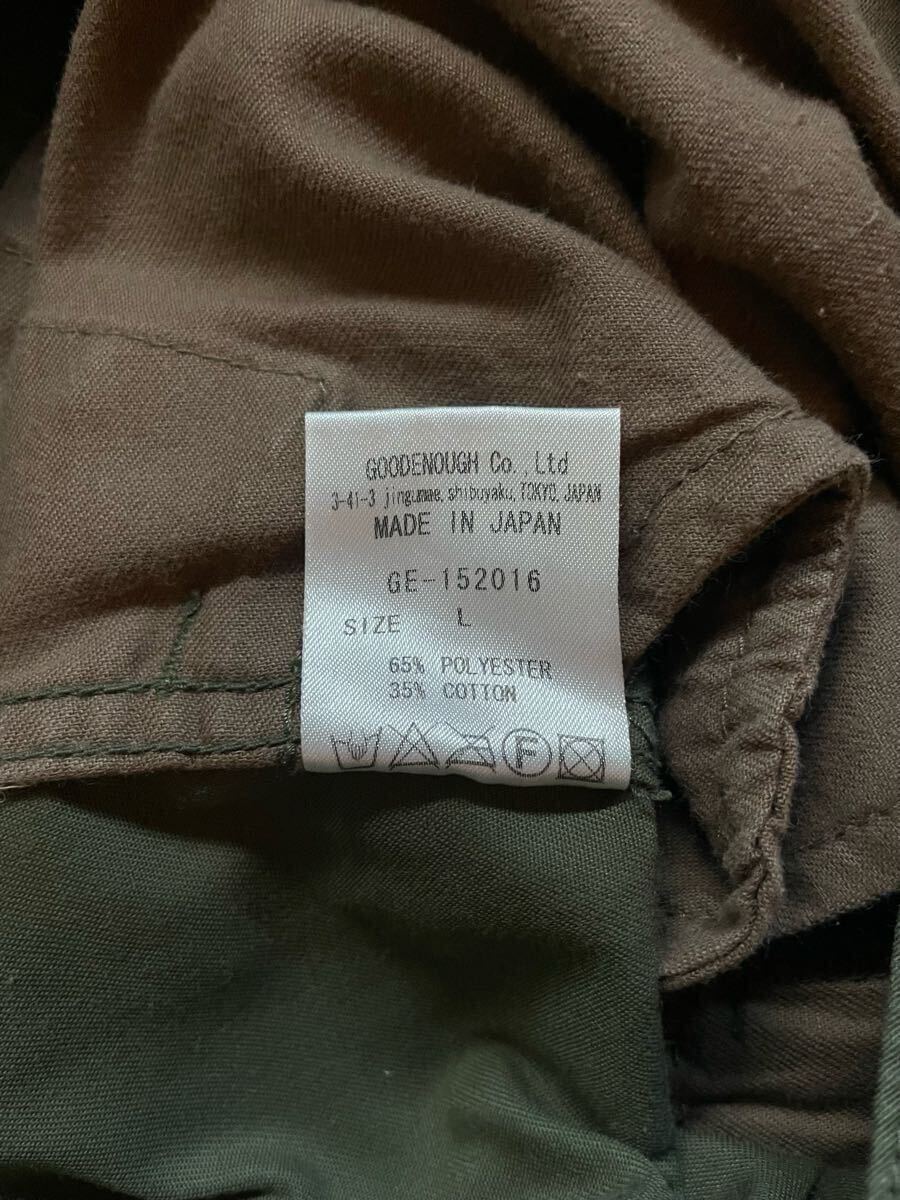 GOODENOUGH Co.,Ltd
3-41-3 jingumae, shibuyaku, TOKYO, JAPAN
MADE IN JAPAN
GE-152016
SIZE L
65% POLYESTER
35% COTTON
F